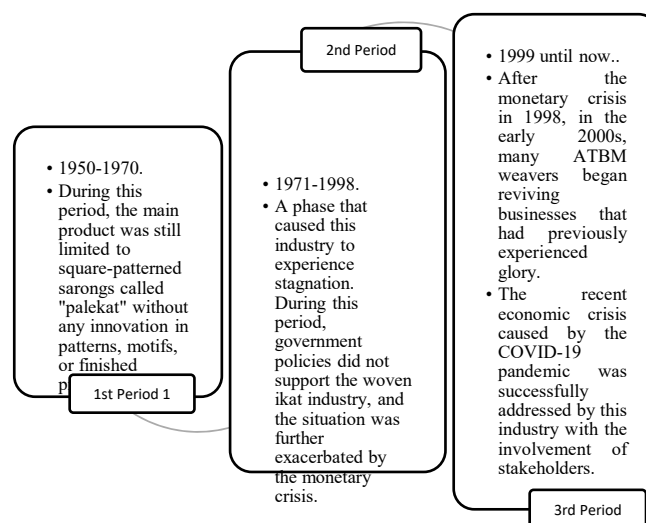 • 1950-1970.
• During this
period, the main
product was still
limited to
square-patterned
sarongs called
"palekat" without
any innovation in
patterns, motifs,
or finished
1st Period 1
2nd Period
• 1971-1998.
• A phase that
caused this
industry to
experience
stagnation.
During this
period,
government
policies did not
support the woven
ikat industry, and
the situation was
further
exacerbated by
the monetary
crisis.
• 1999 until now..
• After the
monetary crisis
in 1998, in the
early 2000s,
many ATBM
weavers began
reviving
businesses that
had previously
experienced
glory.
• The recent
economic crisis
caused by the
COVID-19
pandemic was
successfully
addressed by this
industry with the
involvement of
stakeholders.
3rd Period